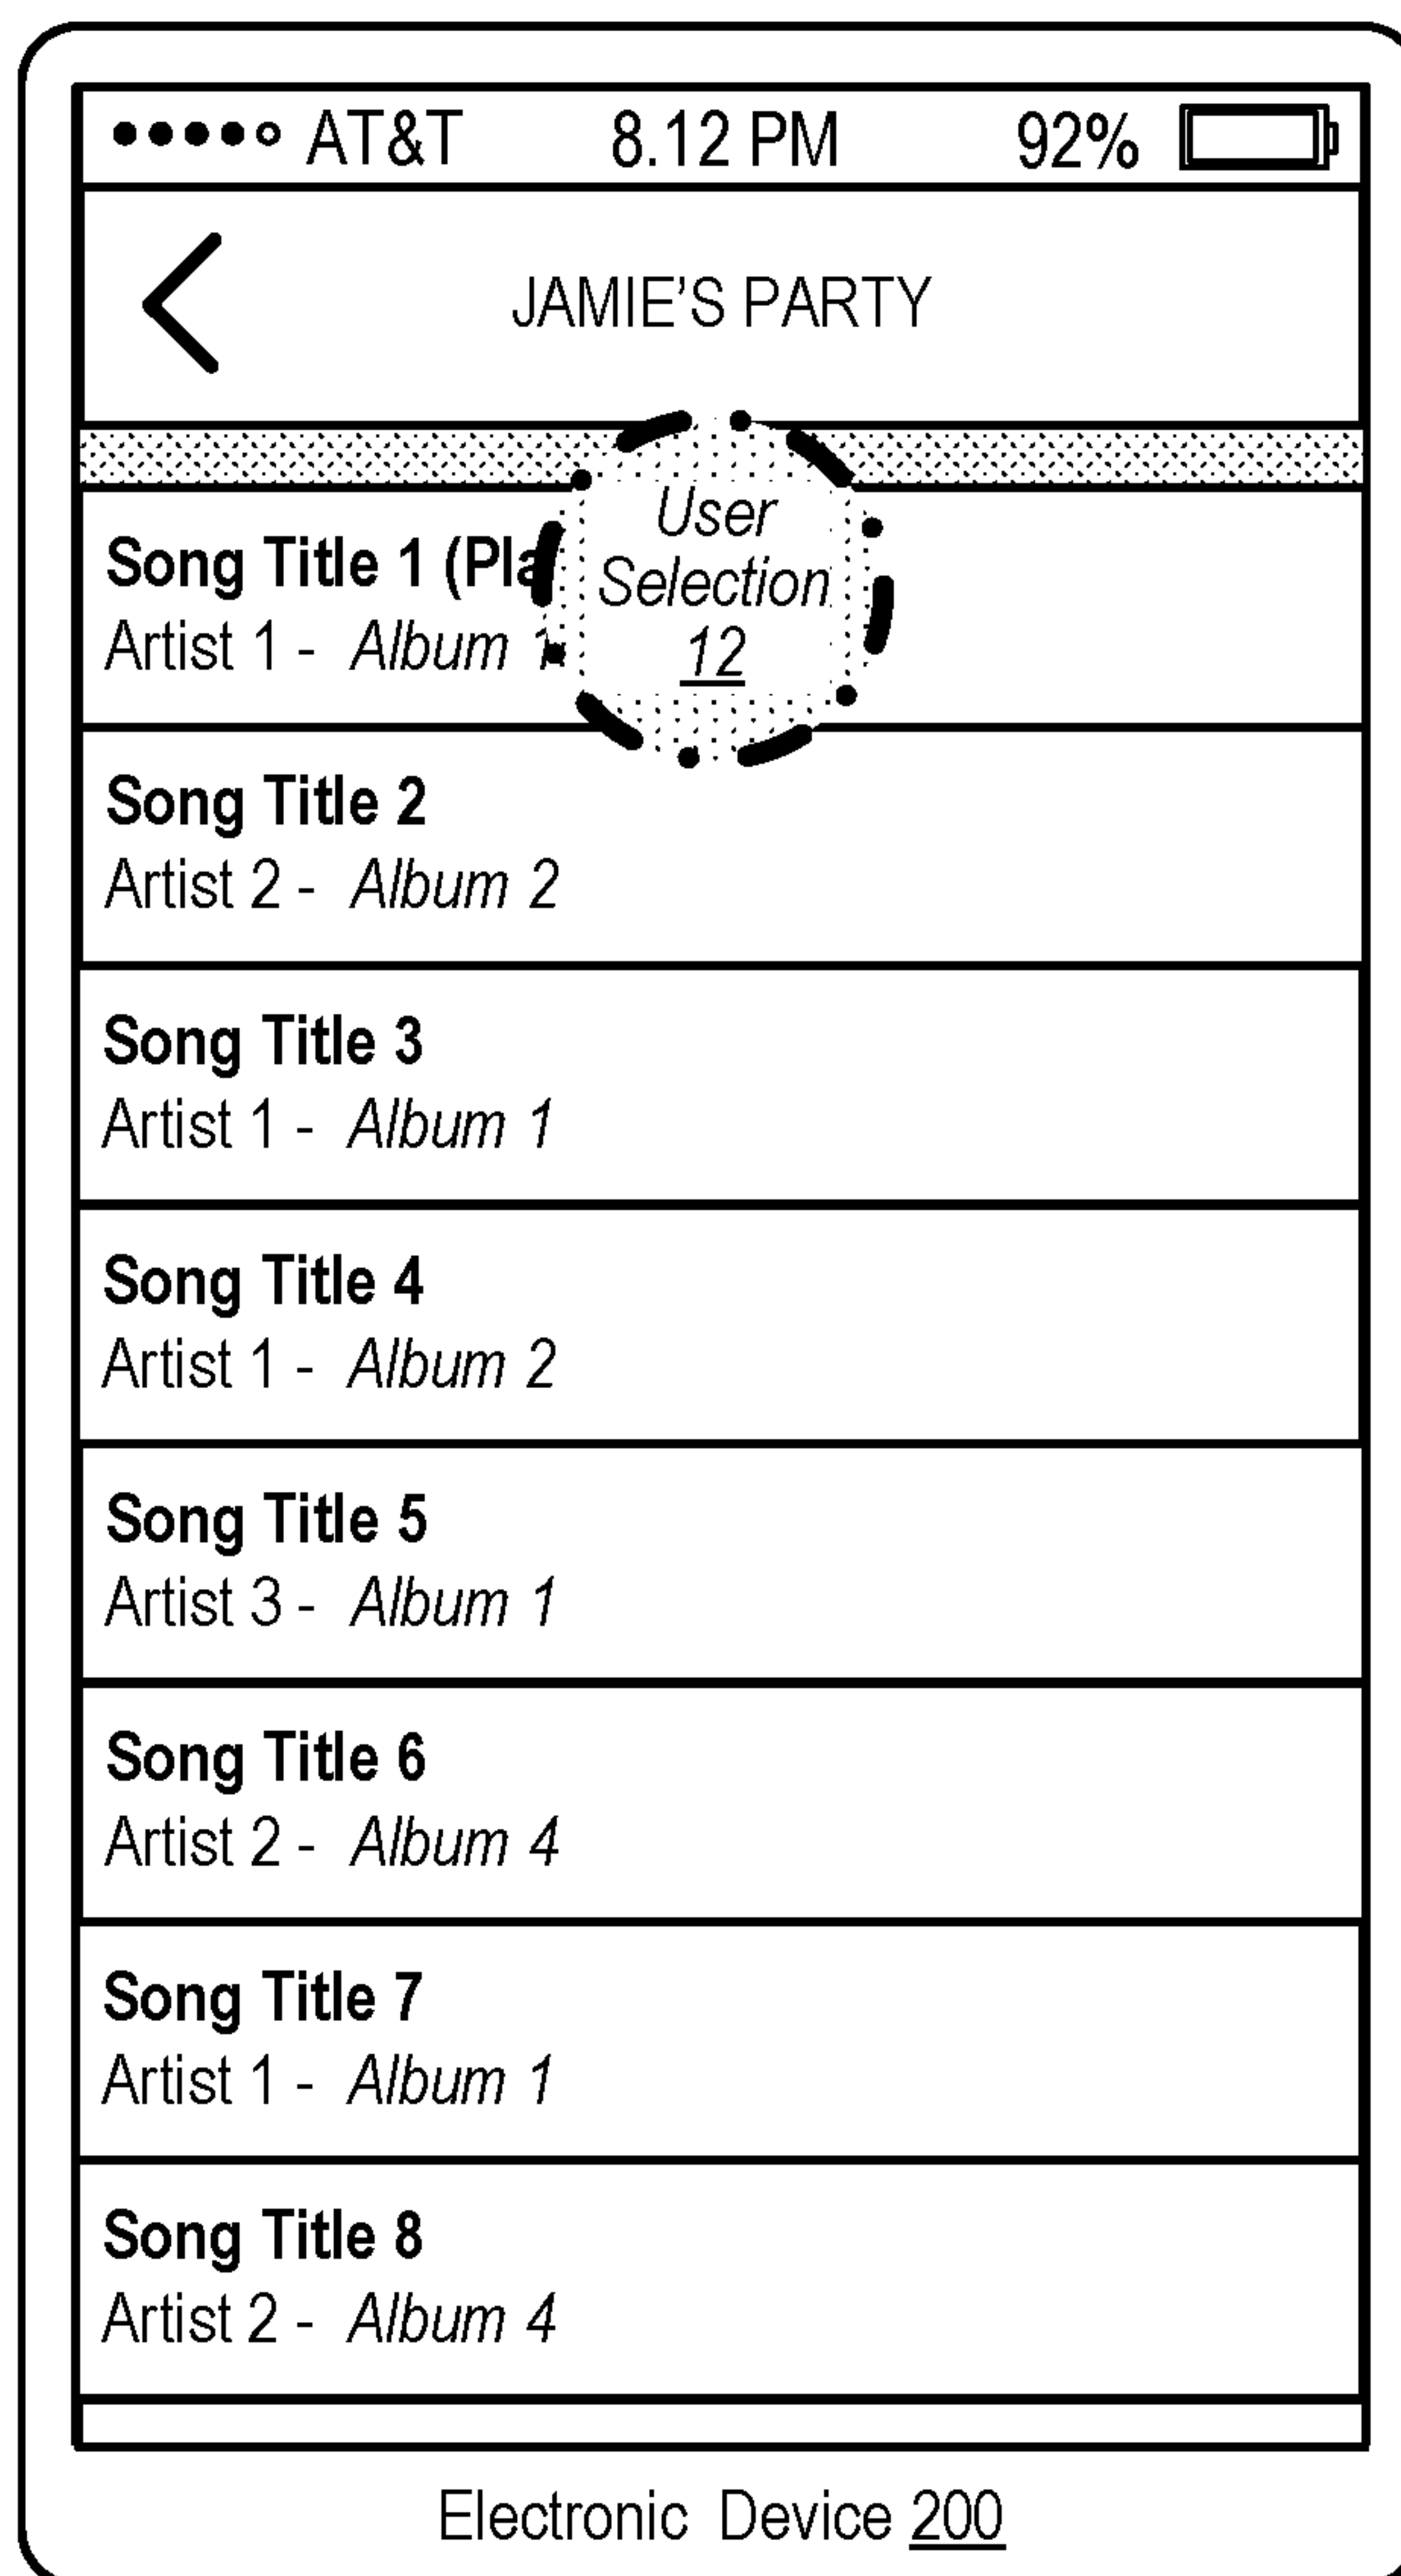 AT&T 8.12 PM 92%
JAMIE'S PARTY
User
Selection
12
Song Title 1
Artist 1 - Album
Song Title 2
Artist 2 - Album 2
Song Title 3
Artist 1 - Album 1
Song Title 4
Artist 1 - Album 2
Song Title 5
Artist 3 - Album 1
Song Title 6
Artist 2 - Album 4
Song Title 7
Artist 1 - Album 1
Song Title 8
Artist 2 - Album 4
Electronic Device 200